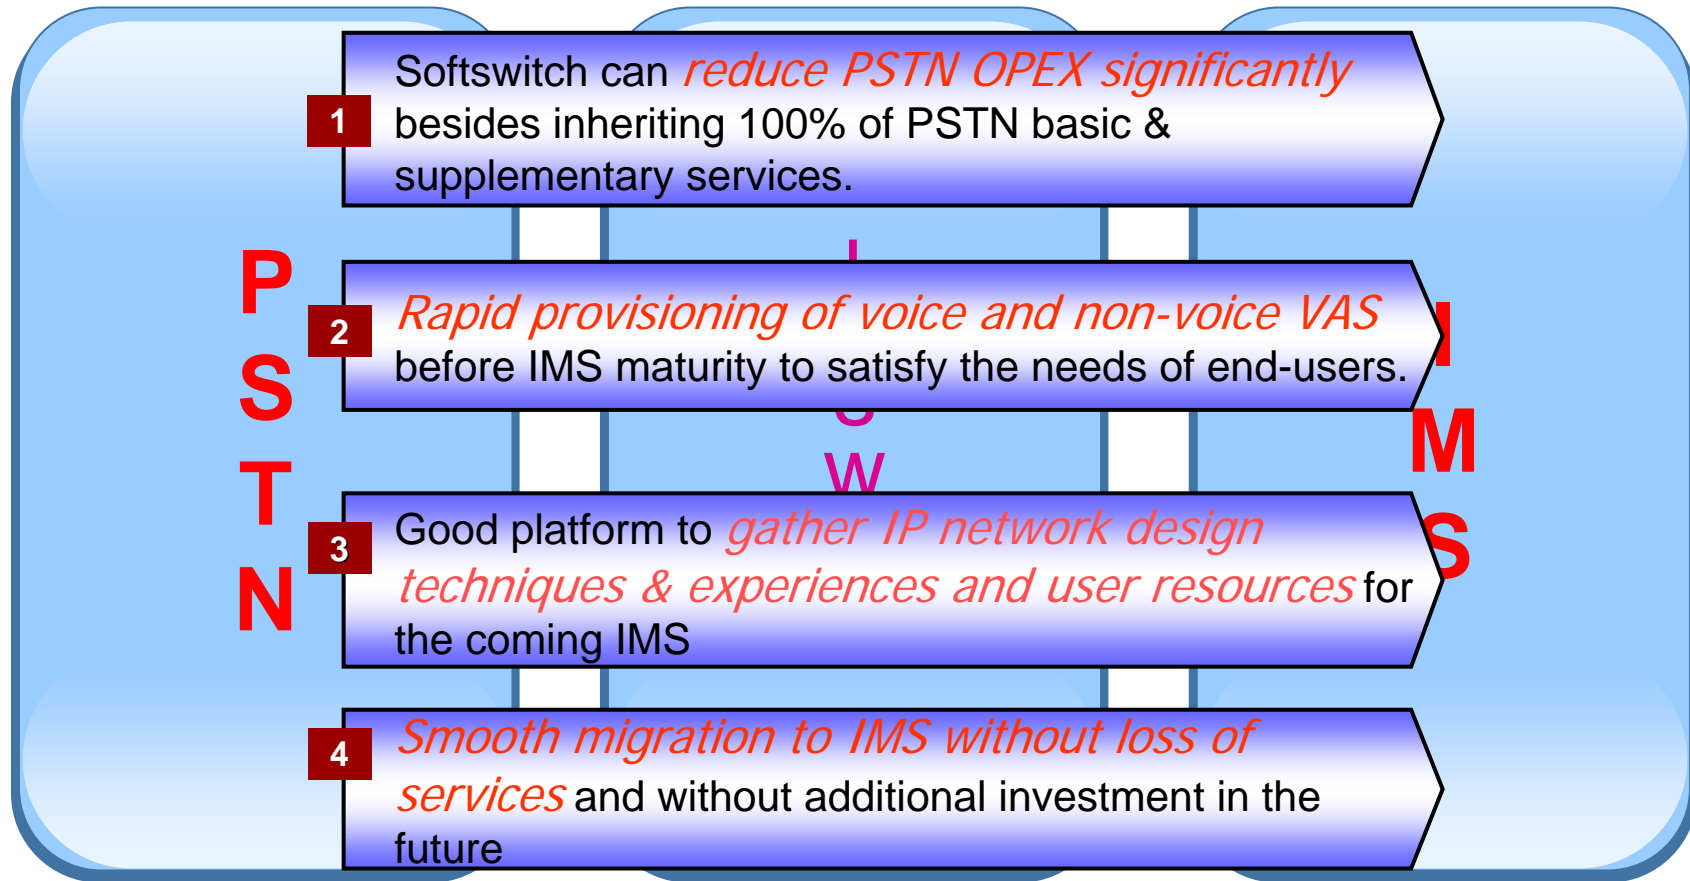 P
S
T
N
W
I
M
S
1
Softswitch can reduce PSTN OPEX significantly
besides inheriting 100% of PSTN basic &
supplementary services.
2
Rapid provisioning of voice and non-voice VAS
before IMS maturity to satisfy the needs of end-users.
3
Good platform to gather IP network design
techniques & experiences and user resources for
the coming IMS
4
Smooth migration to IMS without loss of
services and without additional investment in the
future